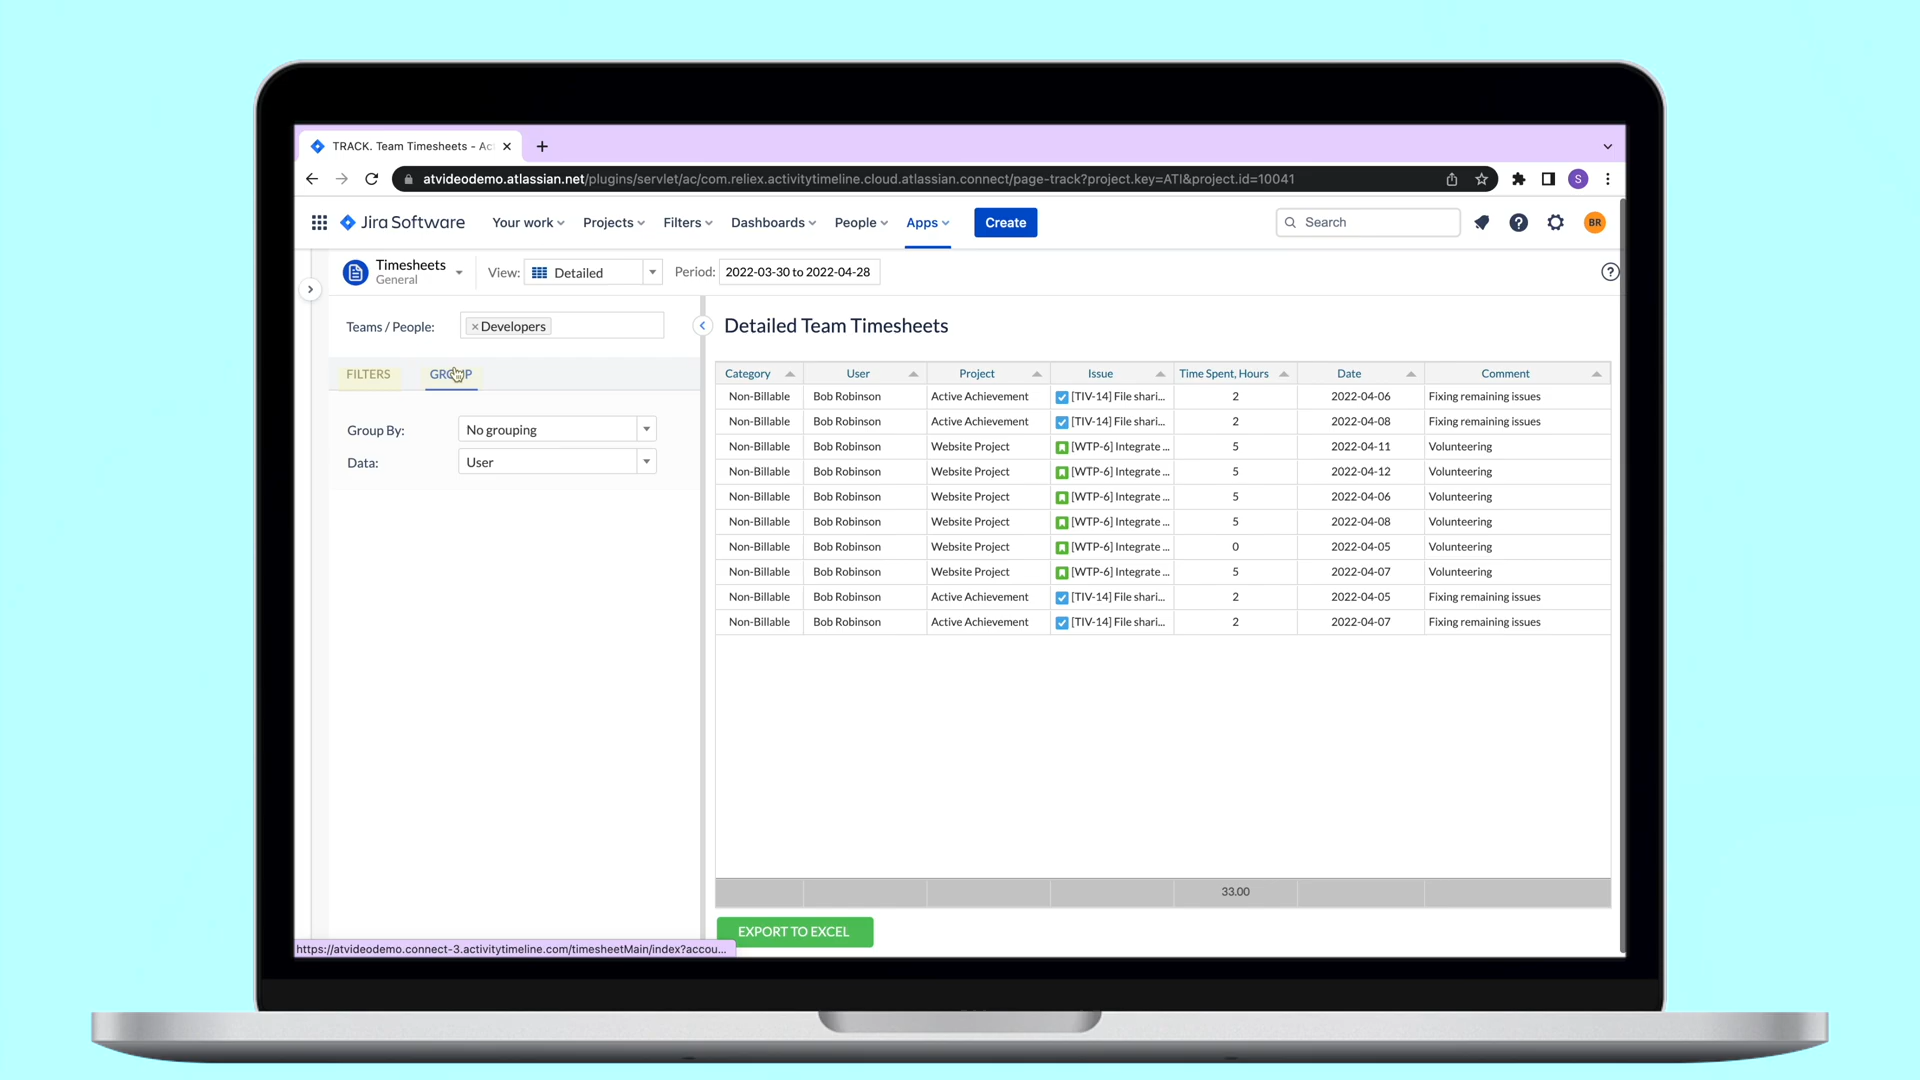 TRACK. Team Timesheets - Ac
atvideodemo.atlassian.net/plugins/servlet/ac/com.reliex.activitytimeline.cloud.atlassian.connect/page-track?project.key=ATI&project.id=10041
S
Jira Software Your work Projects Filters Dashboards People Apps Create Search BR
Timesheets
General
View: Detailed Period: 2022-03-30 to 2022-04-28
Teams / People: × Developers
FILTERS GROUP
Group By: No grouping
Data: User
Detailed Team Timesheets
Category User Project Issue Time Spent, Hours Date Comment
Non-Billable Bob Robinson Active Achievement [TIV-14] File shari... 2 2022-04-06 Fixing remaining issues
Non-Billable Bob Robinson Active Achievement [TIV-14] File shari... 2 2022-04-08 Fixing remaining issues
Non-Billable Bob Robinson Website Project [WTP-6] Integrate ... 5 2022-04-11 Volunteering
Non-Billable Bob Robinson Website Project [WTP-6] Integrate ... 5 2022-04-12 Volunteering
Non-Billable Bob Robinson Website Project [WTP-6] Integrate ... 5 2022-04-06 Volunteering
Non-Billable Bob Robinson Website Project [WTP-6] Integrate ... 5 2022-04-08 Volunteering
Non-Billable Bob Robinson Website Project [WTP-6] Integrate ... 0 2022-04-05 Volunteering
Non-Billable Bob Robinson Website Project [WTP-6] Integrate ... 5 2022-04-07 Volunteering
Non-Billable Bob Robinson Active Achievement [TIV-14] File shari... 2 2022-04-05 Fixing remaining issues
Non-Billable Bob Robinson Active Achievement [TIV-14] File shari... 2 2022-04-07 Fixing remaining issues
33.00
EXPORT TO EXCEL
https://atvideodemo.connect-3.activitytimeline.com/timesheetMain/index?accou...